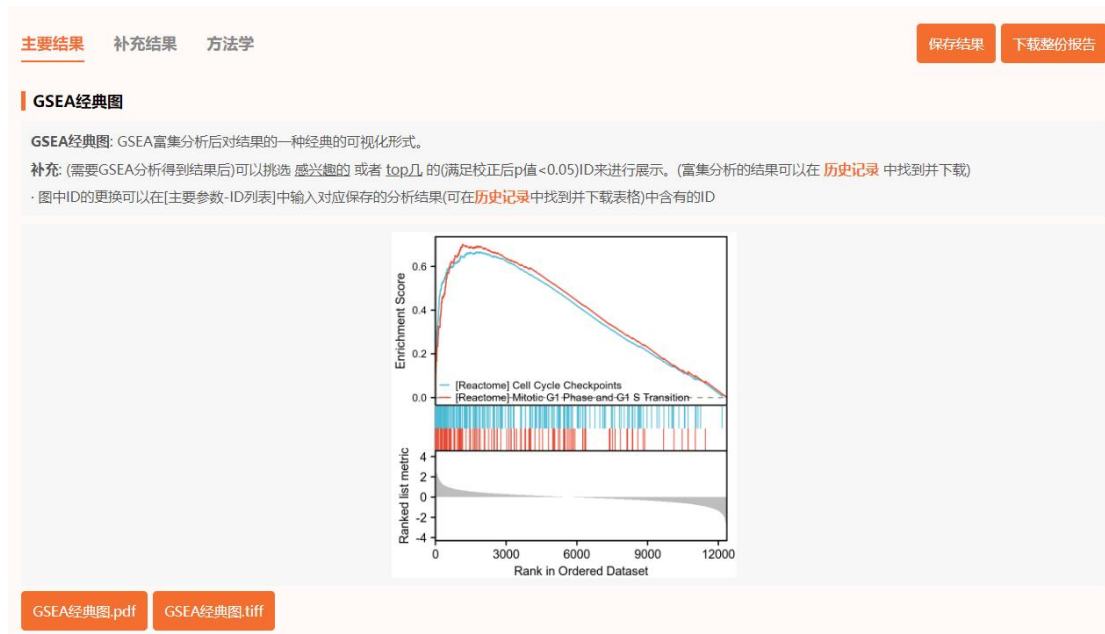 主要结果 补充结果 方法学 保存结果 下载整份报告
GSEA经典图
GSEA经典图: GSEA富集分析后对结果的一种经典的可视化形式。
补充: (需要GSEA分析得到结果后)可以挑选 感兴趣的 或者 top几 的(满足校正后p值<0.05)ID来进行展示。(富集分析的结果可以在 历史记录 中找到并下载)
· 图中ID的更换可以在[主要参数-ID列表]中输入对应保存的分析结果(可在历史记录中找到并下载表格)中含有的ID
Enrichment Score
0.6
0.4
0.2
0.0
[Reactome] Cell Cycle Checkpoints
[Reactome] Mitotic G1 Phase and G1 S Transition
Ranked list metric
4
2
0
-2
-4
0 3000 6000 9000 12000
Rank in Ordered Dataset
GSEA经典图.pdf GSEA经典图.tiff